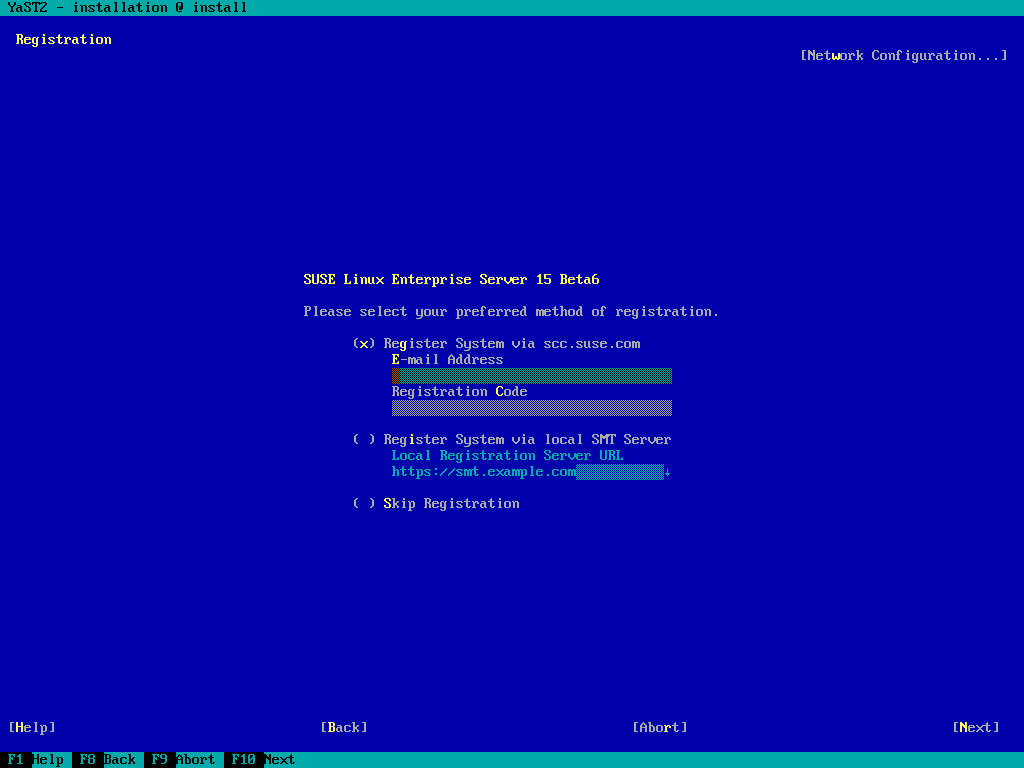 YaST2 - installation @ install
Registration
[Network Configuration...]
SUSE Linux Enterprise Server 15 Beta6
Please select your preferred method of registration.
(x) Register System via scc.suse.com
E-mail Address
Registration Code
( ) Register System via local SMT Server
Local Registration Server URL
https://smt.example.com↓
( ) Skip Registration
[Help] [Back] [Abort] [Next]
F1 Help F8 Back F9 Abort F10 Next